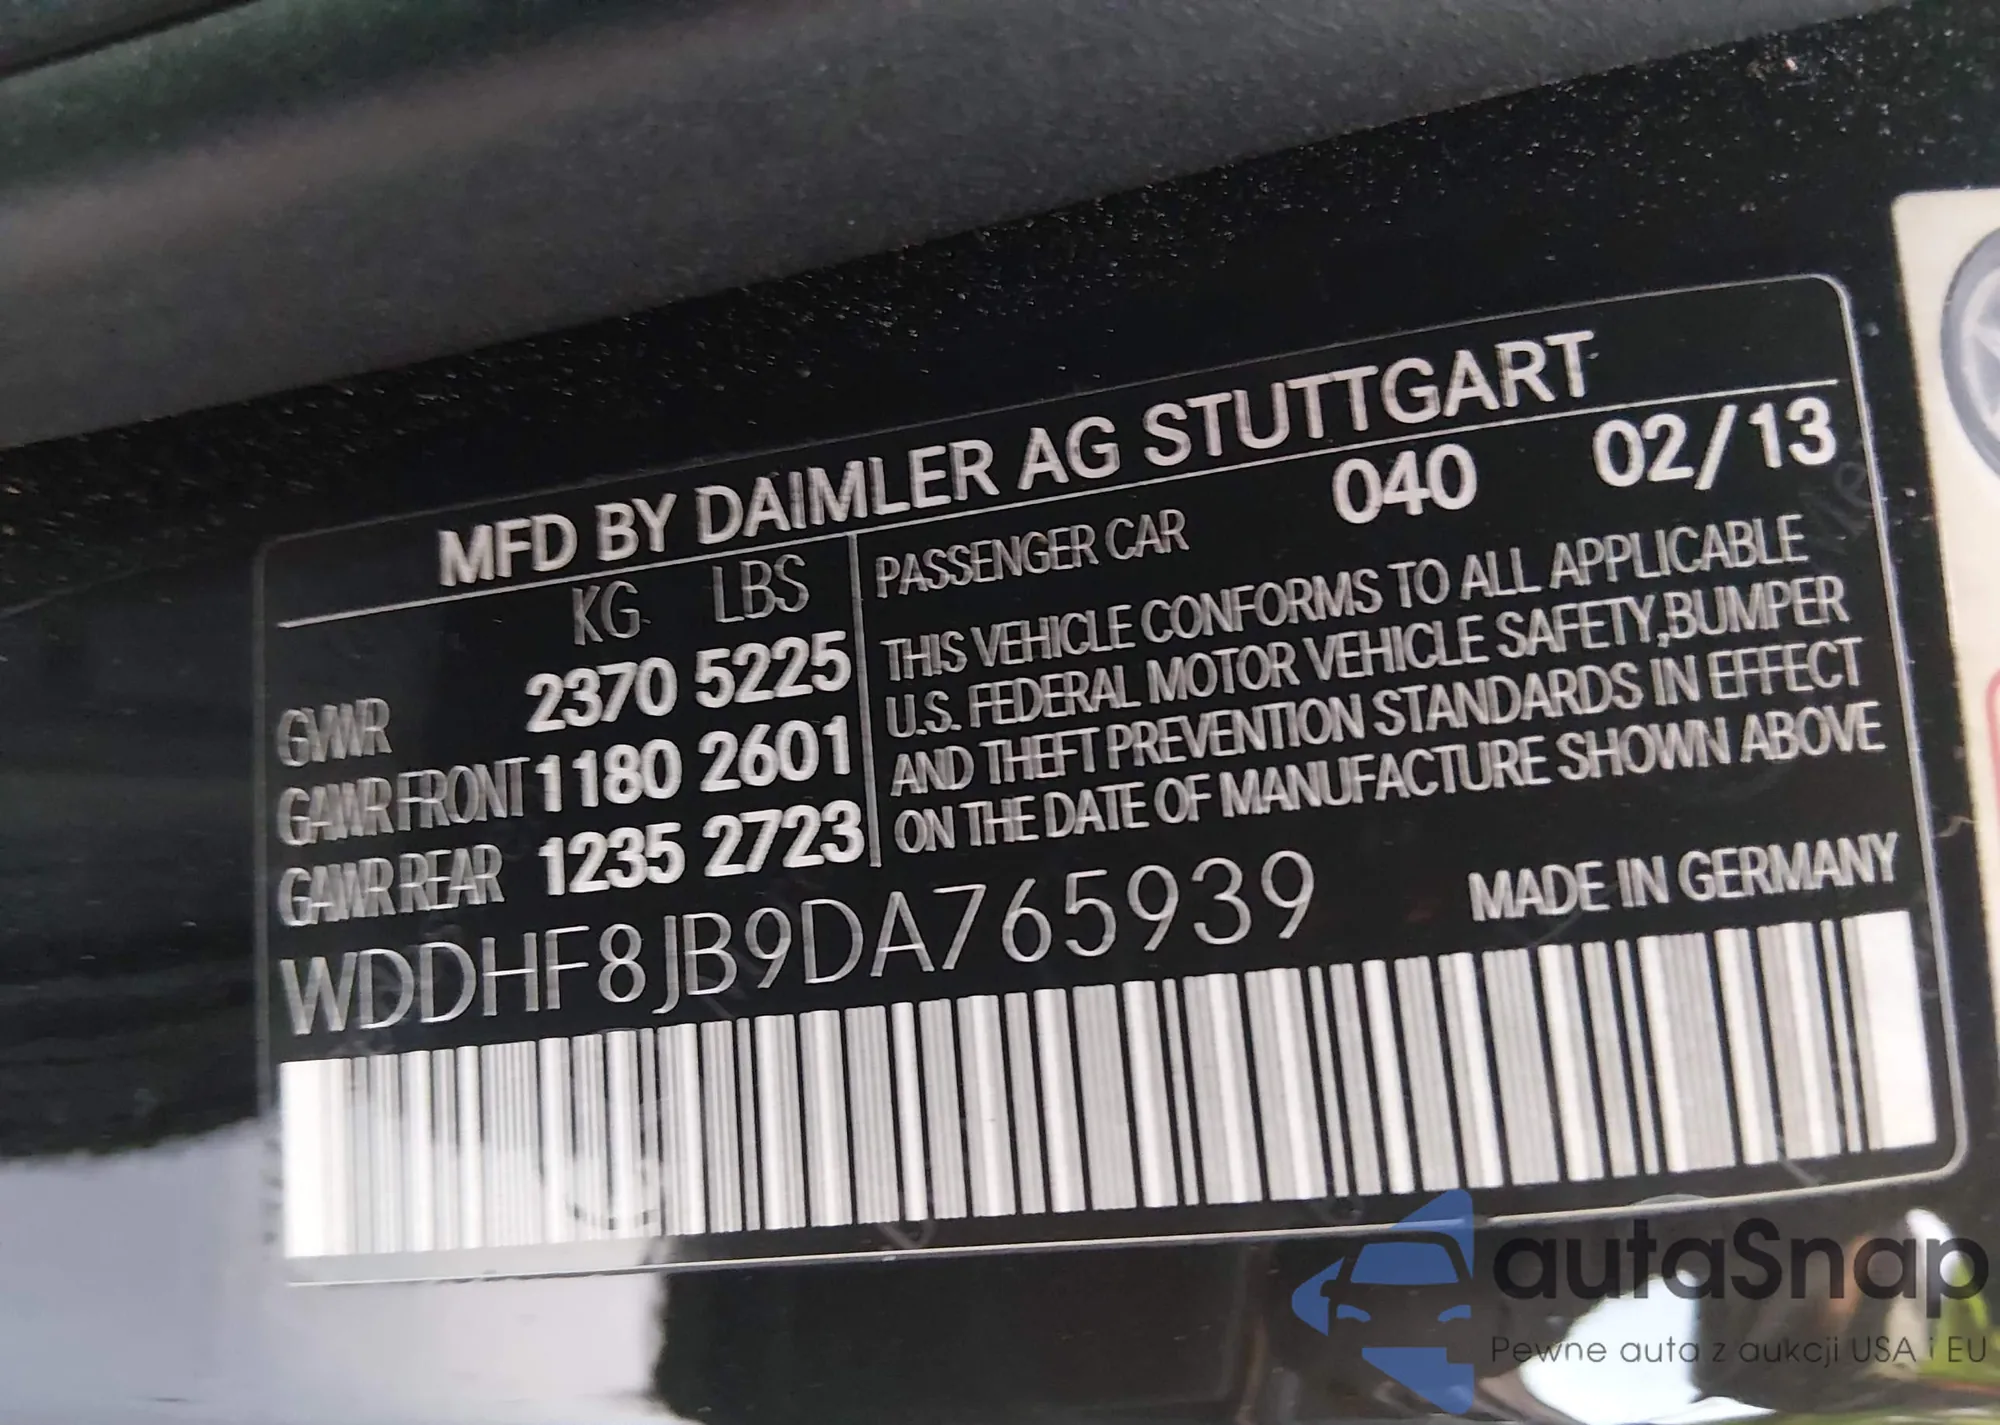 MFD BY DAIMLER AG STUTTGART
KG LBS
GVWR 2370 5225
GAWR FRONT 1180 2601
GAWR REAR 1235 2723
PASSENGER CAR 040 02/13
THIS VEHICLE CONFORMS TO ALL APPLICABLE
U.S. FEDERAL MOTOR VEHICLE SAFETY,BUMPER
AND THEFT PREVENTION STANDARDS IN EFFECT
ON THE DATE OF MANUFACTURE SHOWN ABOVE
WDDHF8JB9DA765939 MADE IN GERMANY
autaSnap
Pewne auta z aukcji USA i EU